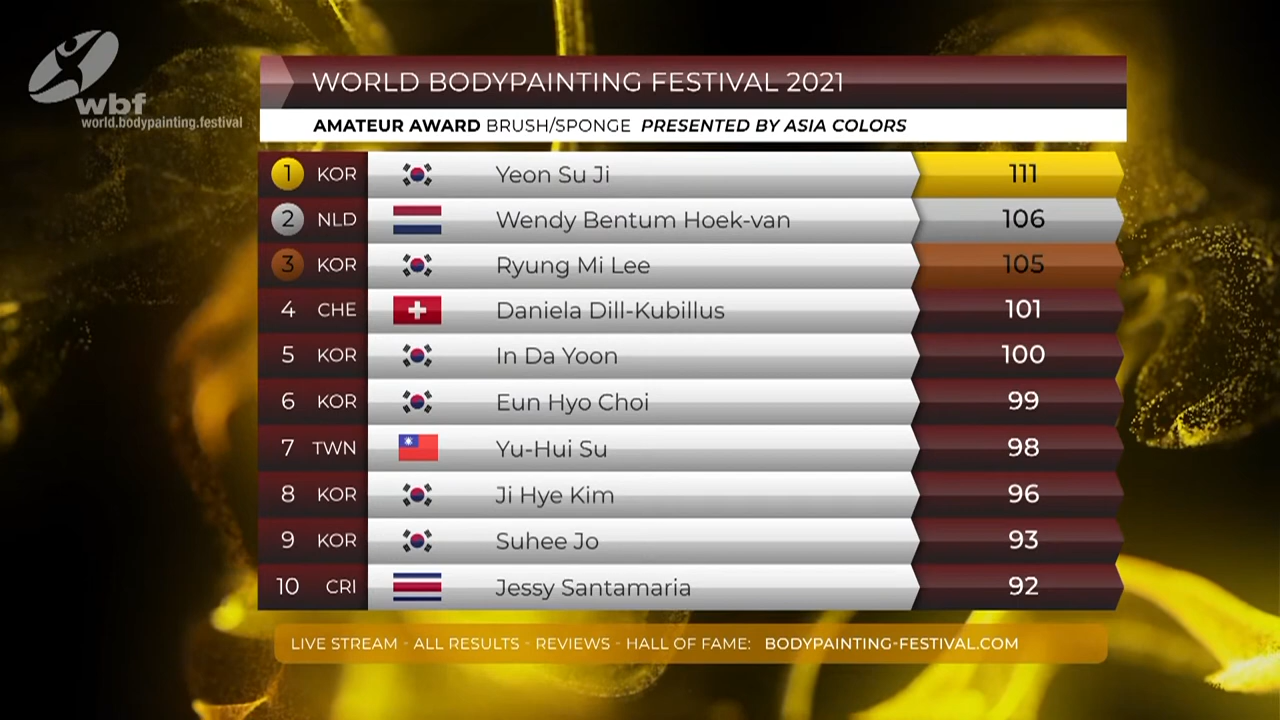 wbf
world.bodypainting.festival
WORLD BODYPAINTING FESTIVAL 2021
AMATEUR AWARD BRUSH/SPONGE PRESENTED BY ASIA COLORS
1 KOR Yeon Su Ji 111
2 NLD Wendy Bentum Hoek-van 106
3 KOR Ryung Mi Lee 105
4 CHE Daniela Dill-Kubillus 101
5 KOR In Da Yoon 100
6 KOR Eun Hyo Choi 99
7 TWN Yu-Hui Su 98
8 KOR Ji Hye Kim 96
9 KOR Suhee Jo 93
10 CRI Jessy Santamaria 92
LIVE STREAM - ALL RESULTS - REVIEWS - HALL OF FAME: BODYPAINTING-FESTIVAL.COM